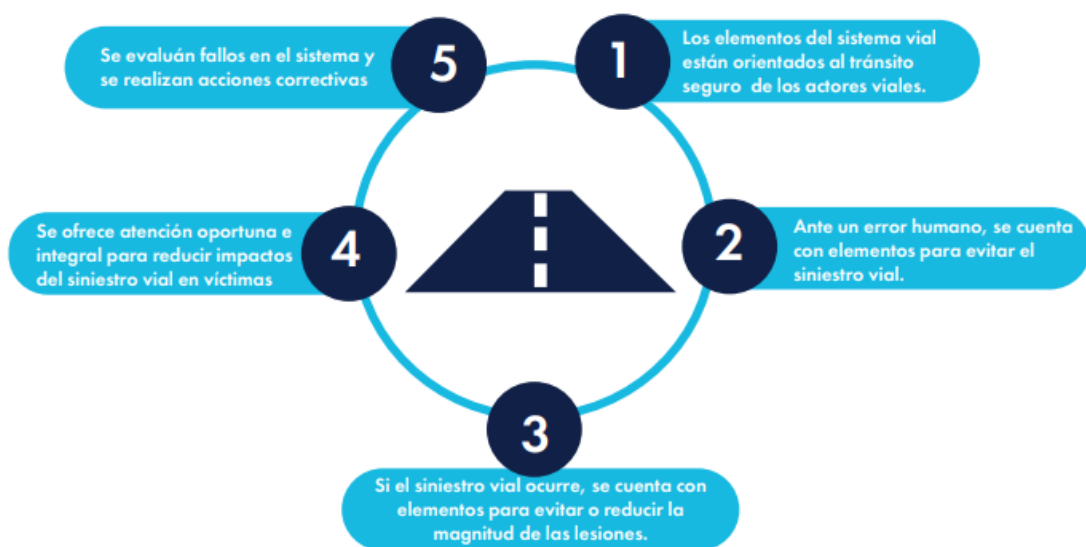 1
Los elementos del sistema vial
están orientados al tránsito
seguro de los actores viales.
2
Ante un error humano, se cuenta
con elementos para evitar el
siniestro vial.
3
Si el siniestro vial ocurre, se cuenta con
elementos para evitar o reducir la
magnitud de las lesiones.
4
Se ofrece atención oportuna e
integral para reducir impactos
del siniestro vial en víctimas
5
Se evalúan fallos en el sistema y
se realizan acciones correctivas